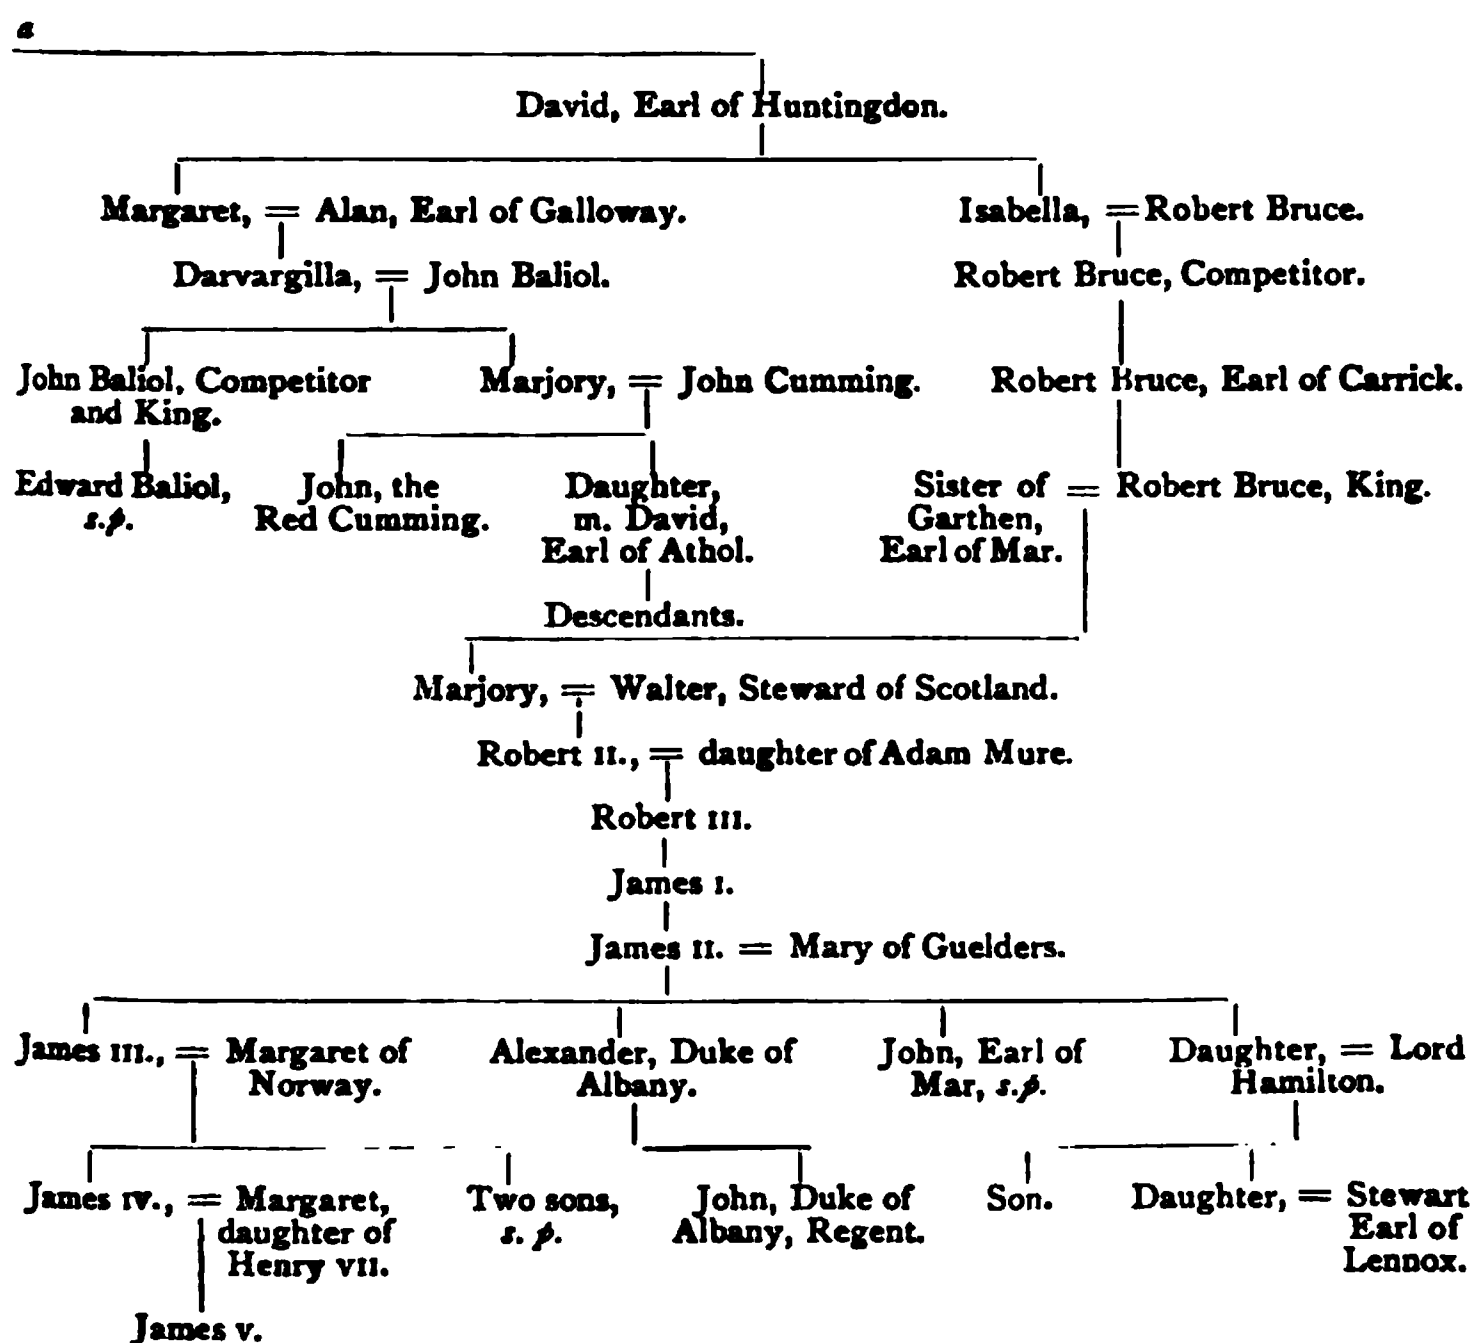 a
David, Earl of Huntingdon.
Margaret, = Alan, Earl of Galloway.
Isabella, = Robert Bruce.
Darvargilla, = John Baliol.
Robert Bruce, Competitor.
John Baliol, Competitor
and King.
Marjory, = John Cumming.
Robert Bruce, Earl of Carrick.
Edward Baliol,
s.p.
John, the
Red Cumming.
Daughter,
m. David,
Earl of Athol.
Sister of
Garthen,
Earl of Mar.
= Robert Bruce, King.
Descendants.
Marjory, = Walter, Steward of Scotland.
Robert II., = daughter of Adam Mure.
Robert III.
James I.
James II. = Mary of Guelders.
James III., = Margaret of
Norway.
Alexander, Duke of
Albany.
John, Earl of
Mar, s.p.
Daughter, = Lord
Hamilton.
James IV., = Margaret,
daughter of
Henry VII.
Two sons,
s. p.
John, Duke of
Albany, Regent.
Son.
Daughter, = Stewart
Earl of
Lennox.
James V.